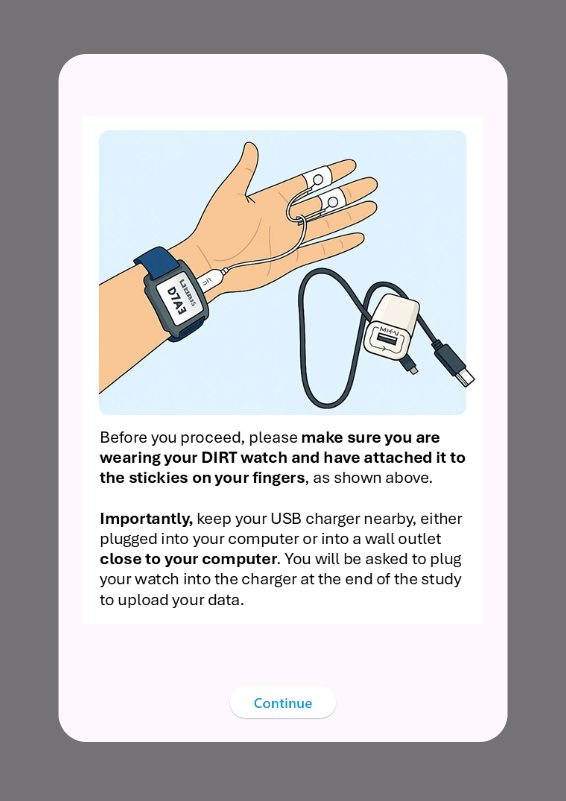 D7A3
Before you proceed, please make sure you are
wearing your DIRT watch and have attached it to
the stickies on your fingers, as shown above.
Importantly, keep your USB charger nearby, either
plugged into your computer or into a wall outlet
close to your computer. You will be asked to plug
your watch into the charger at the end of the study
to upload your data.
Continue